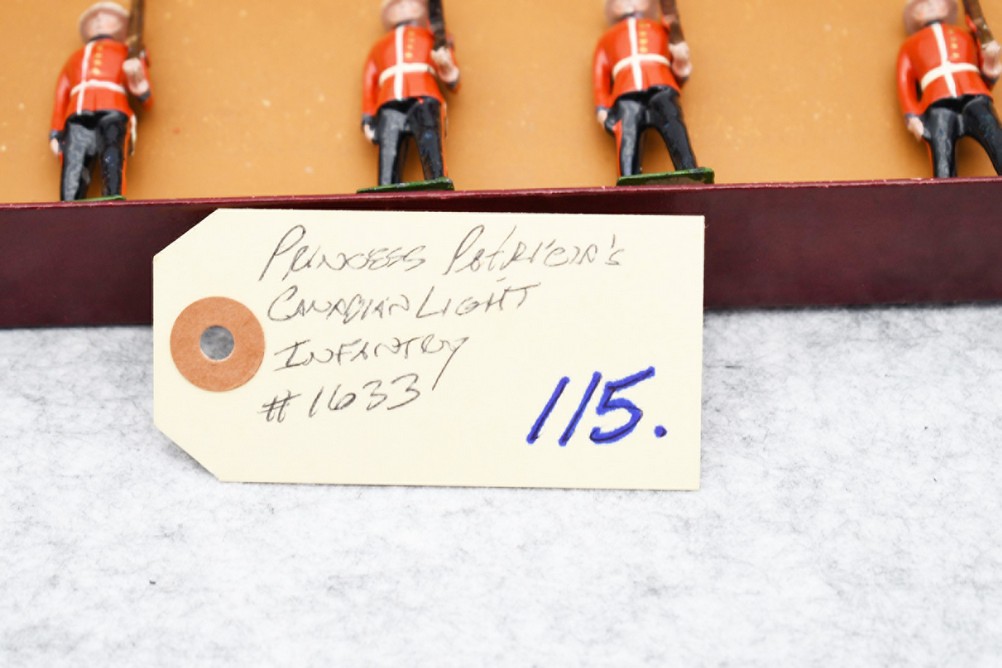 Princess Patricia's
Canadian Light
Infantry
#1633
115.